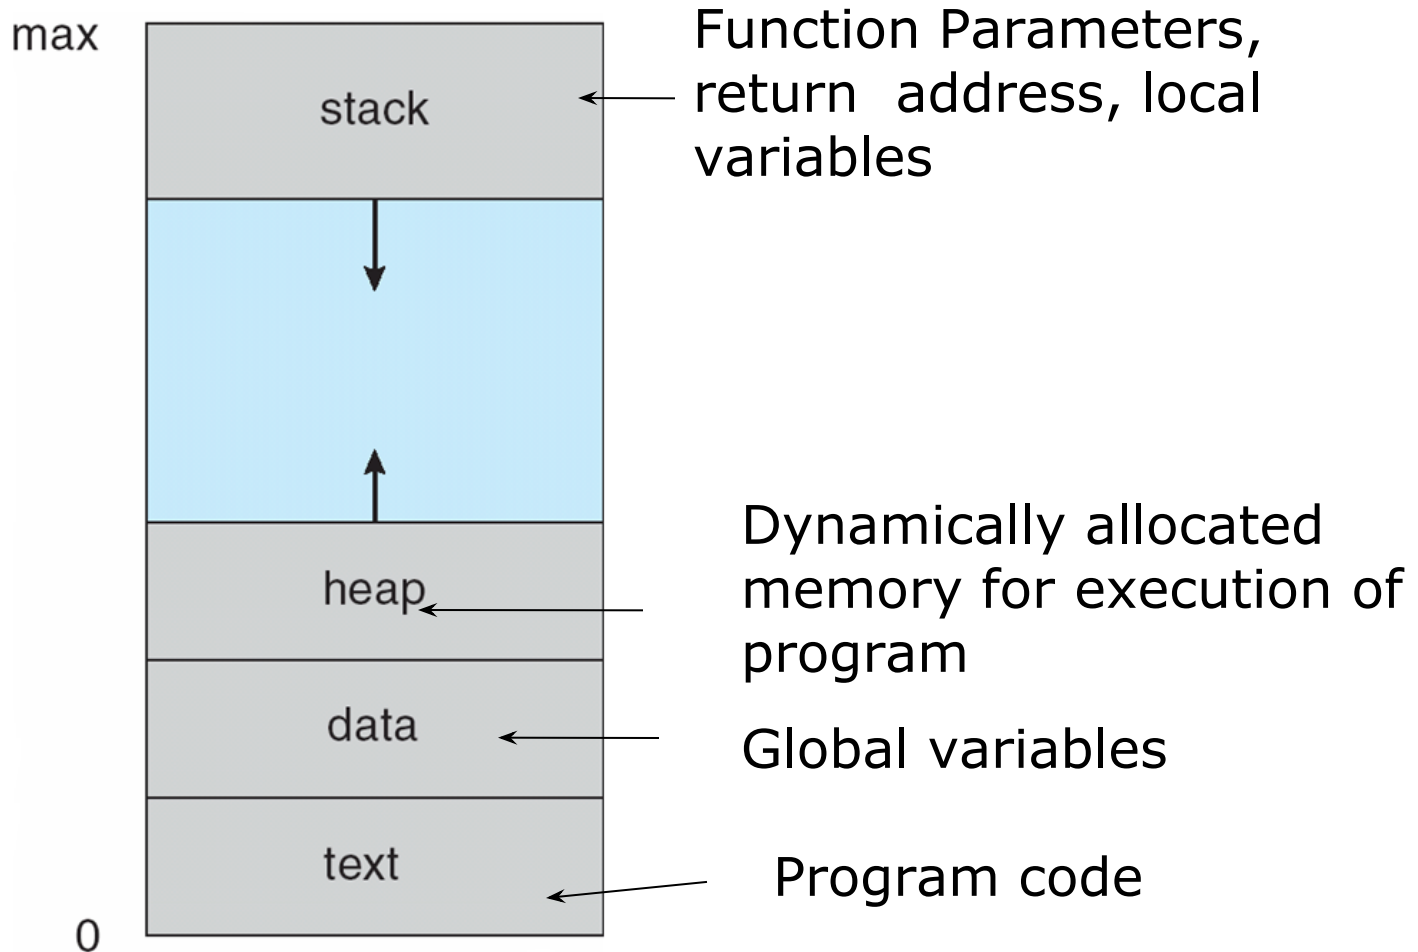 max
stack
Function Parameters,
return address, local
variables
heap
Dynamically allocated
memory for execution of
program
data
Global variables
text
Program code
0